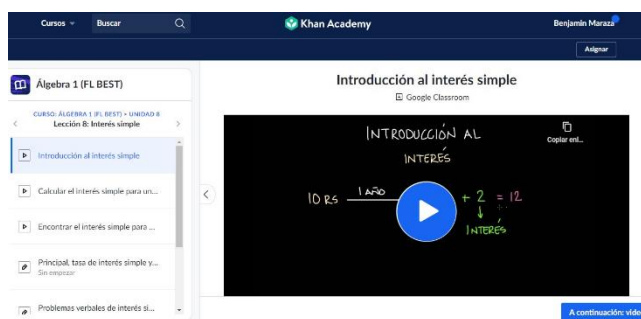 Cursos
Buscar
Khan Academy
Benjamin Maraza
Asignar
Álgebra 1 (FL BEST)
CURSO: ÁLGEBRA 1 (FL BEST) • UNIDAD 8
Lección 8: Interés simple
Introducción al interés simple
Calcular el interés simple para un...
Encontrar el interés simple para ...
Principal, tasa de interés simple y...
Sin empezar
Problemas verbales de interés si...
Introducción al interés simple
Google Classroom
INTRODUCCIÓN AL
INTERÉS
Copiar enl...
10 RS 1 AÑO + 2 = 12
INTERÉS
A continuación: vide